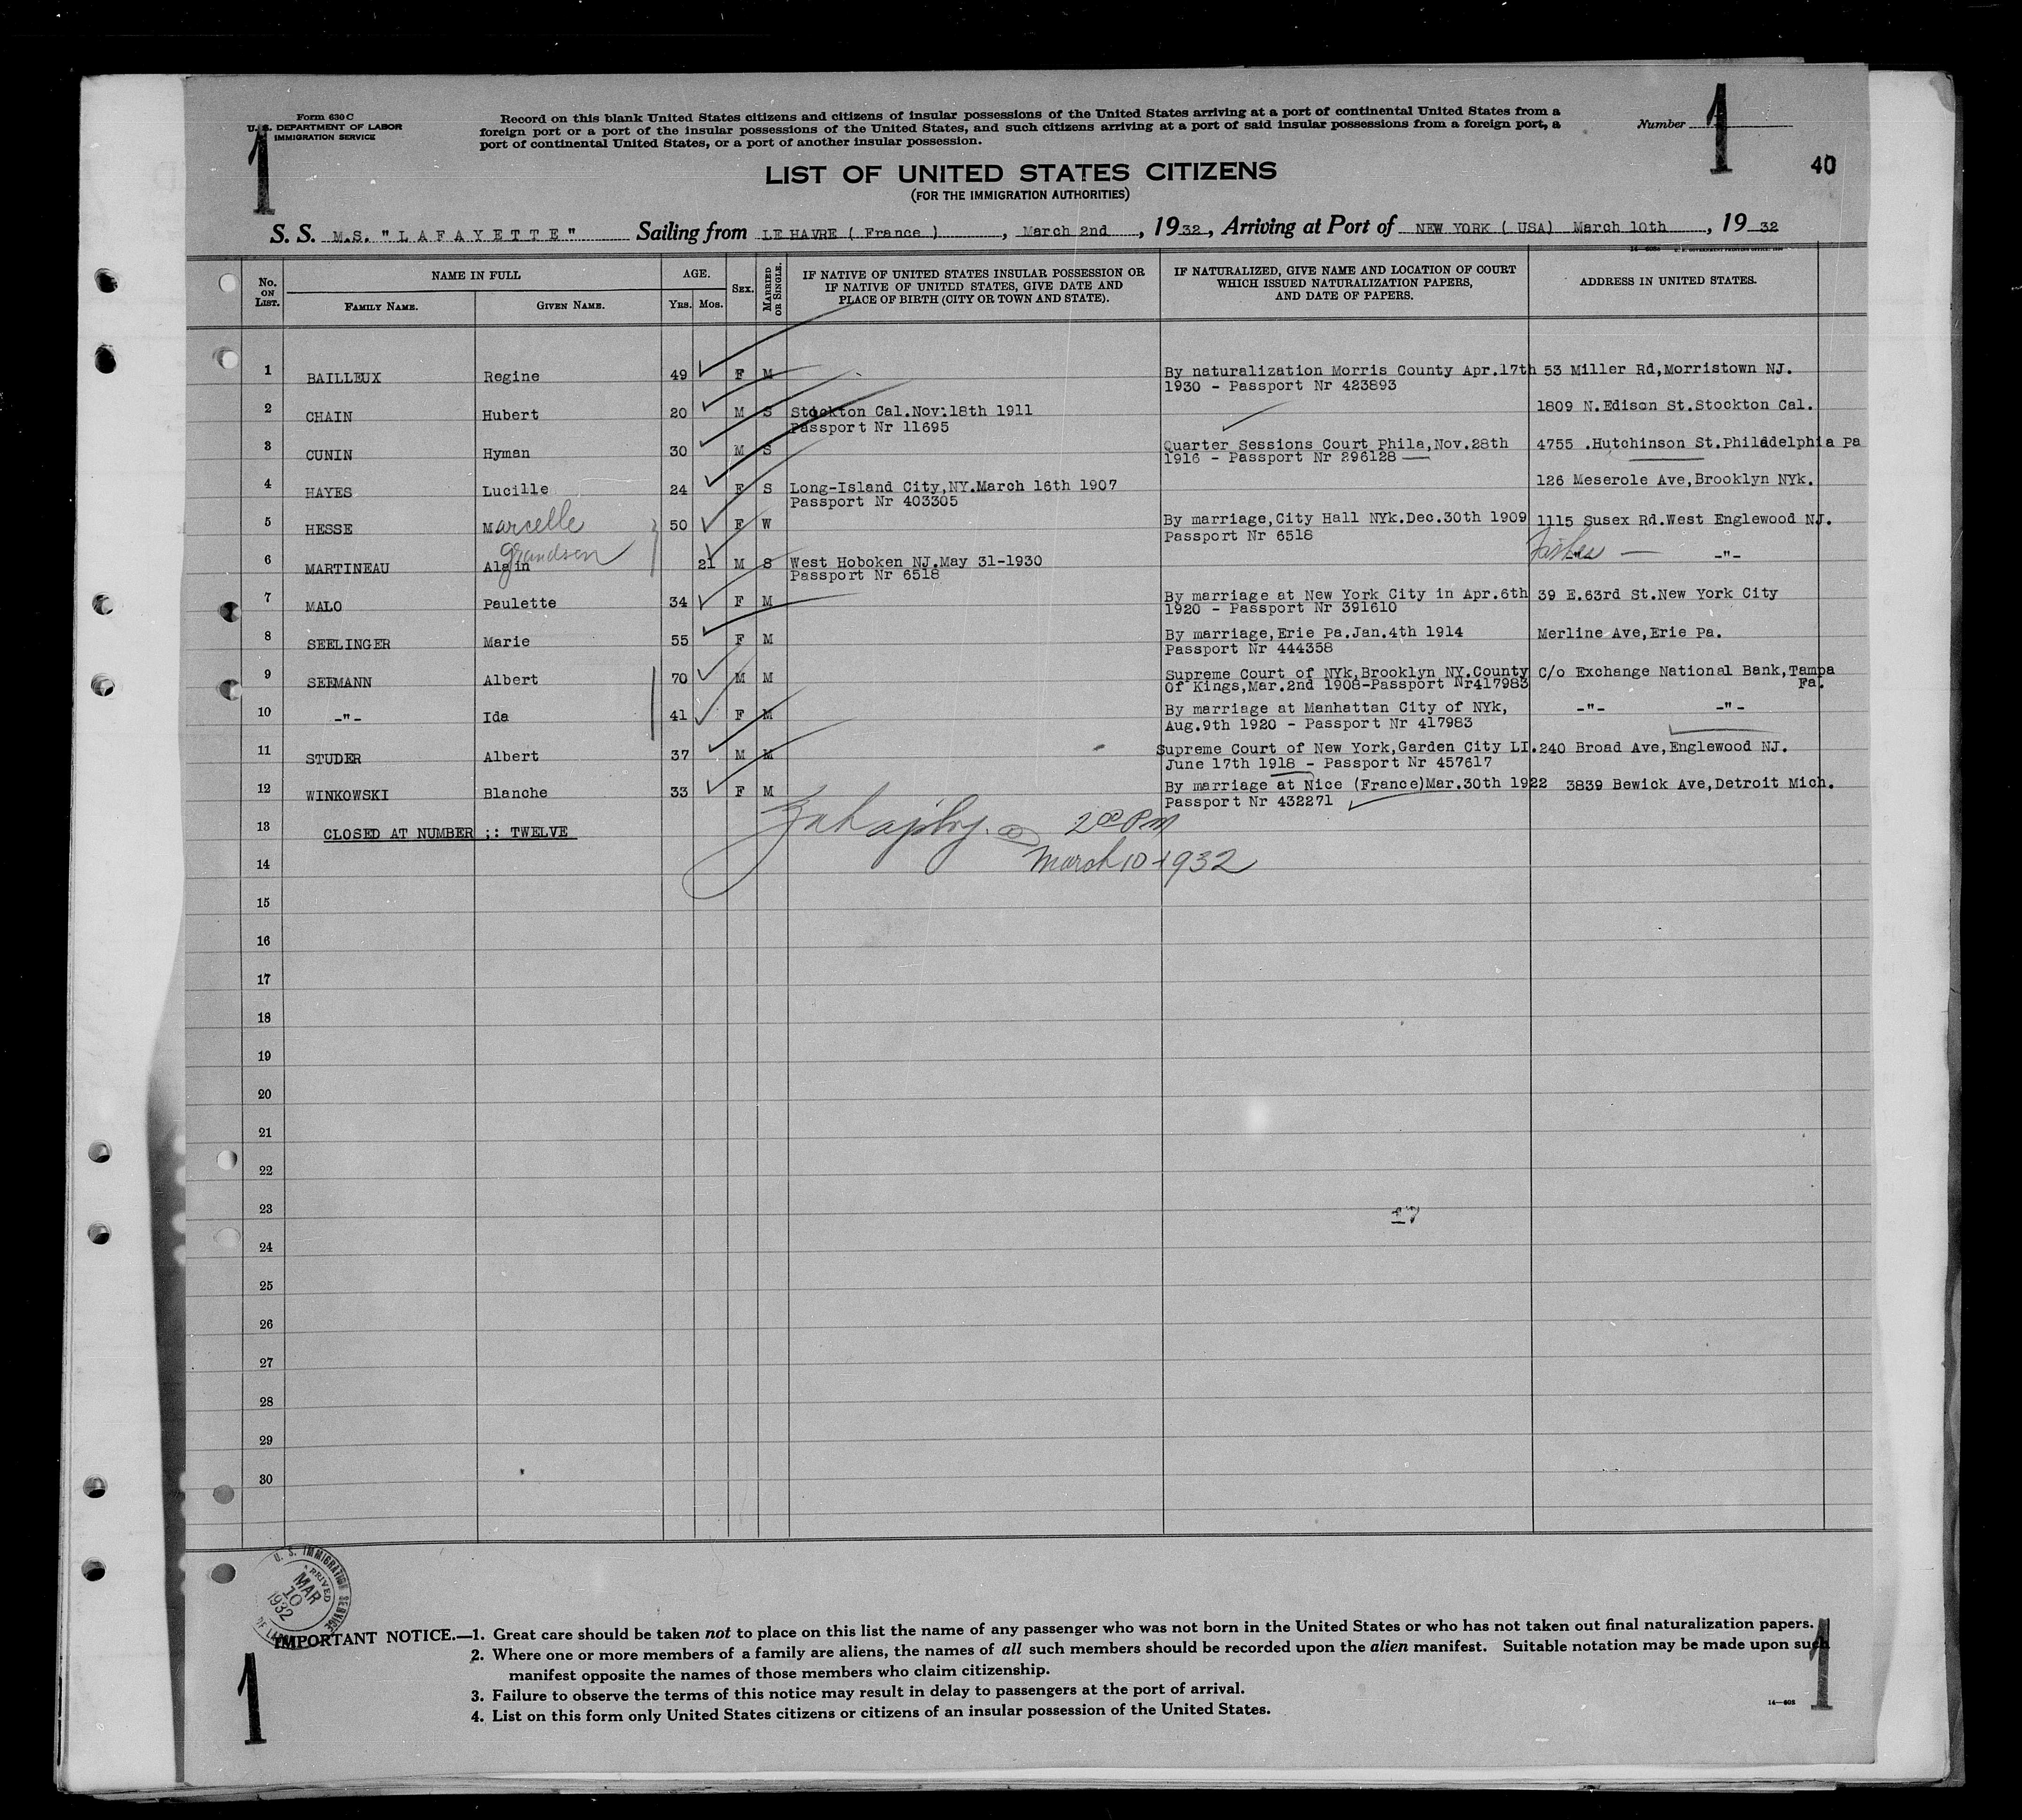 Form 630 C
U. S. DEPARTMENT OF LABOR
IMMIGRATION SERVICE
1
Record on this blank United States citizens and citizens of insular possessions of the United States arriving at a port of continental United States from a
foreign port or a port of the insular possessions of the United States, and such citizens arriving at a port of said insular possessions from a foreign port, a
port of continental United States, or a port of another insular possession.
Number
1
40
LIST OF UNITED STATES CITIZENS
(FOR THE IMMIGRATION AUTHORITIES)
S. S. M.S. "LAFAYETTE" Sailing from LE HAVRE ( France ), March 2nd, 1932, Arriving at Port of NEW YORK ( USA) March 10th, 1932
No. ON LIST. NAME IN FULL FAMILY NAME. GIVEN NAME. AGE. YRS. MOS. SEX. MARRIED OR SINGLE. IF NATIVE OF UNITED STATES INSULAR POSSESSION OR IF NATIVE OF UNITED STATES, GIVE DATE AND PLACE OF BIRTH (CITY OR TOWN AND STATE). IF NATURALIZED, GIVE NAME AND LOCATION OF COURT WHICH ISSUED NATURALIZATION PAPERS, AND DATE OF PAPERS. ADDRESS IN UNITED STATES.
1 BAILLEUX Regine 49 F M By naturalization Morris County Apr.17th 53 Miller Rd,Morristown NJ.
1930 - Passport Nr 423893
2 CHAIN Hubert 20 M S Stockton Cal.Nov.18th 1911 1809 N.Edison St.Stockton Cal.
Passport Nr 11695
3 CUNIN Hyman 30 M S Quarter Sessions Court Phila,Nov.28th 4755 .Hutchinson St.Philadelphia Pa
1916 - Passport Nr 296128
4 HAYES Lucille 24 F S Long-Island City,NY.March 16th 1907 126 Meserole Ave,Brooklyn NYk.
Passport Nr 403305
5 HESSE Marcelle 50 F W By marriage,City Hall NYk.Dec.30th 1909 1115 Susex Rd.West Englewood NJ.
Passport Nr 6518
grandson
6 MARTINEAU Alain 21 M S West Hoboken NJ.May 31-1930 -"-
Passport Nr 6518
7 MALO Paulette 34 F M By marriage at New York City in Apr.6th 39 E.63rd St.New York City
1920 - Passport Nr 391610
8 SEELINGER Marie 55 F M By marriage,Erie Pa.Jan.4th 1914 Merline Ave,Erie Pa.
Passport Nr 444358
9 SEEMANN Albert 70 M M Supreme Court of NYk,Brooklyn NY.County C/o Exchange National Bank,Tampa
Of Kings,Mar.2nd 1908-Passport Nr417983 Fa.
10 -"- Ida 41 F M By marriage at Manhattan City of NYk, -"- -"-
Aug.9th 1920 - Passport Nr 417983
11 STUDER Albert 37 M M Supreme Court of New York,Garden City LI. 240 Broad Ave,Englewood NJ.
June 17th 1918 - Passport Nr 457617
12 WINKOWSKI Blanche 33 F M By marriage at Nice (France)Mar.30th 1922 3839 Bewick Ave,Detroit Mich.
Passport Nr 432271
13 CLOSED AT NUMBER ;: TWELVE 2 00 PM
14 March 10 1932
15
16
17
18
19
20
21
22
23
24
25
26
27
28
29
30
U. S. IMMIGRATION SERVICE
ARRIVED
MAR
10
1932
IMPORTANT NOTICE.—1. Great care should be taken not to place on this list the name of any passenger who was not born in the United States or who has not taken out final naturalization papers.
2. Where one or more members of a family are aliens, the names of all such members should be recorded upon the alien manifest. Suitable notation may be made upon such
manifest opposite the names of those members who claim citizenship.
3. Failure to observe the terms of this notice may result in delay to passengers at the port of arrival.
4. List on this form only United States citizens or citizens of an insular possession of the United States.
1
1